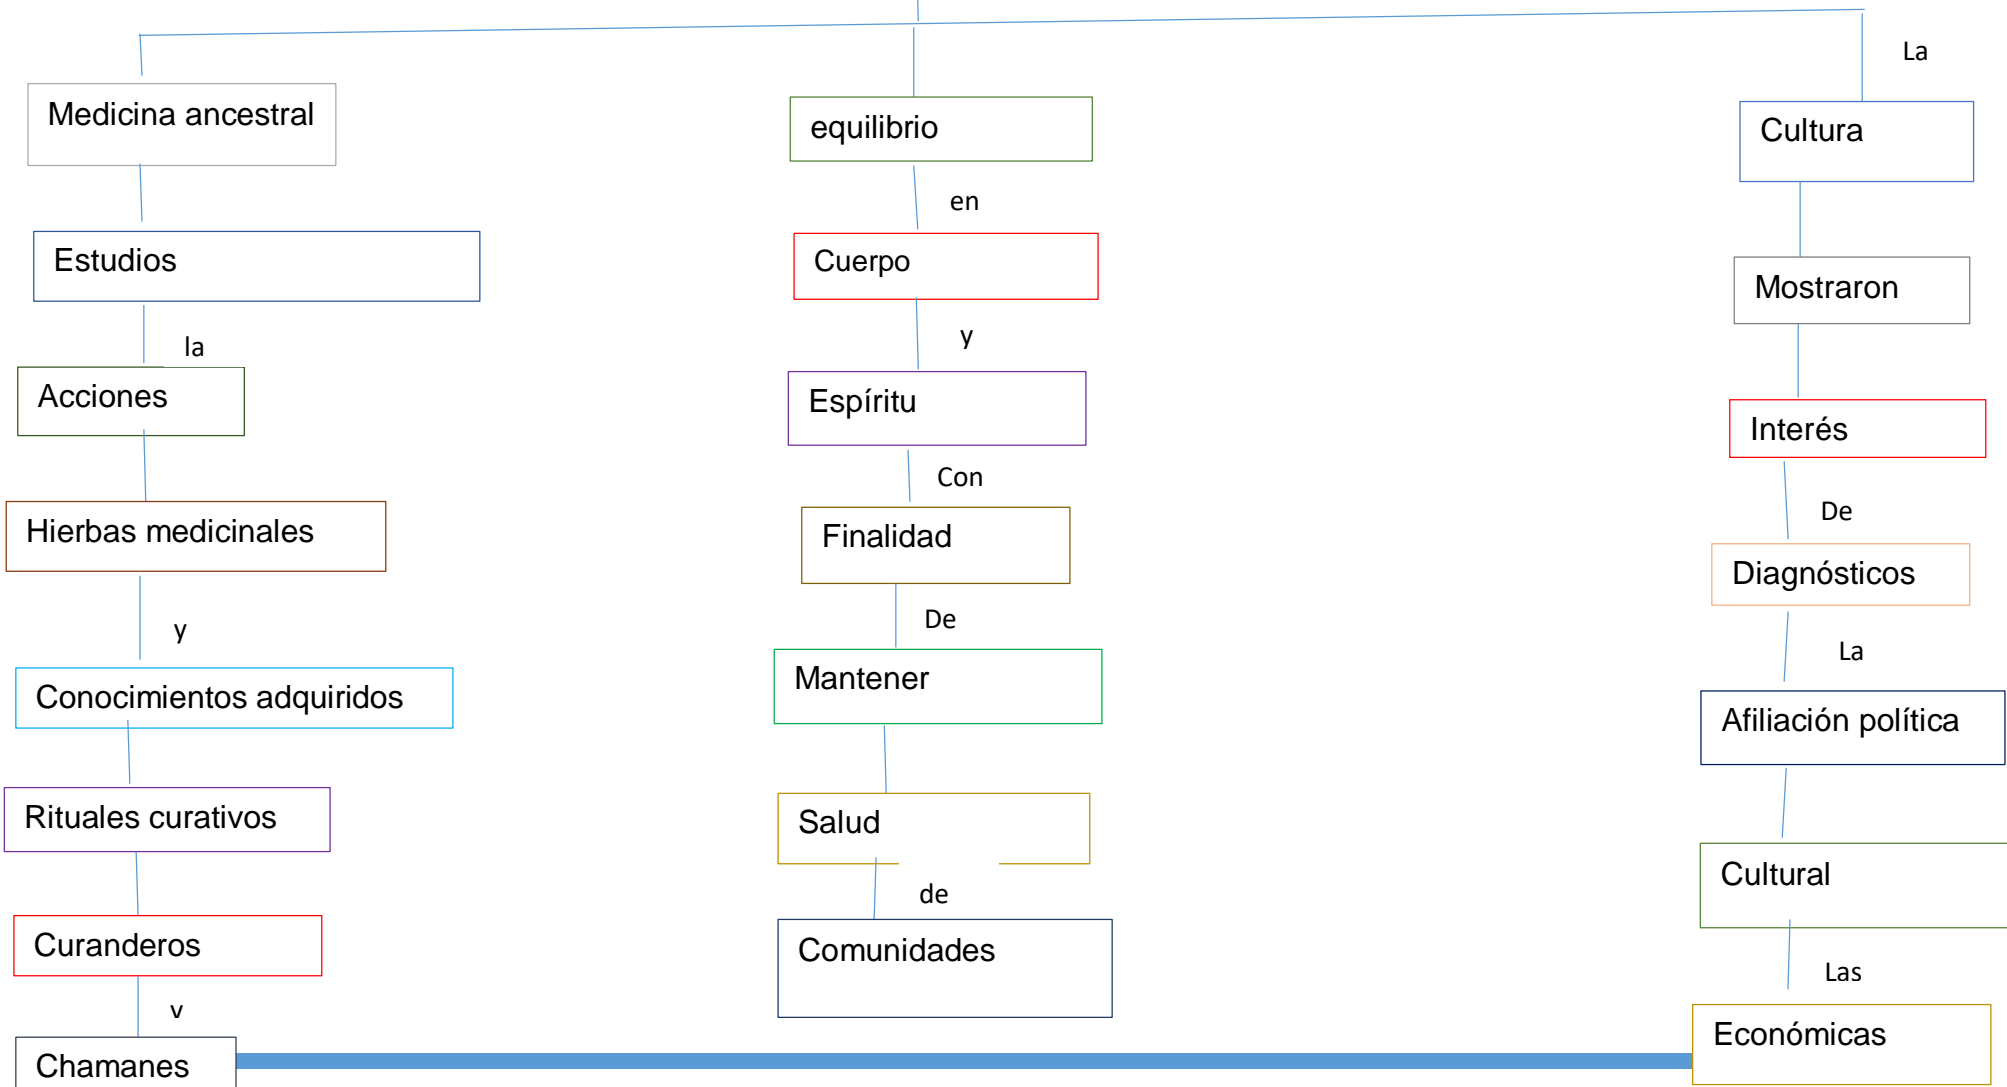 Medicina ancestral
Estudios
la
Acciones
Hierbas medicinales
y
Conocimientos adquiridos
Rituales curativos
Curanderos
y
Chamanes
equilibrio
en
Cuerpo
y
Espíritu
Con
Finalidad
De
Mantener
Salud
de
Comunidades
La
Cultura
Mostraron
Interés
De
Diagnósticos
La
Afiliación política
Cultural
Las
Económicas